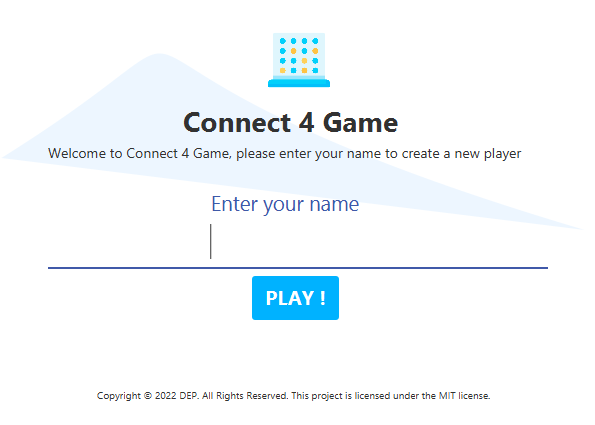 Connect 4 Game
Welcome to Connect 4 Game, please enter your name to create a new player
Enter your name
PLAY !
Copyright © 2022 DEP. All Rights Reserved. This project is licensed under the MIT license.